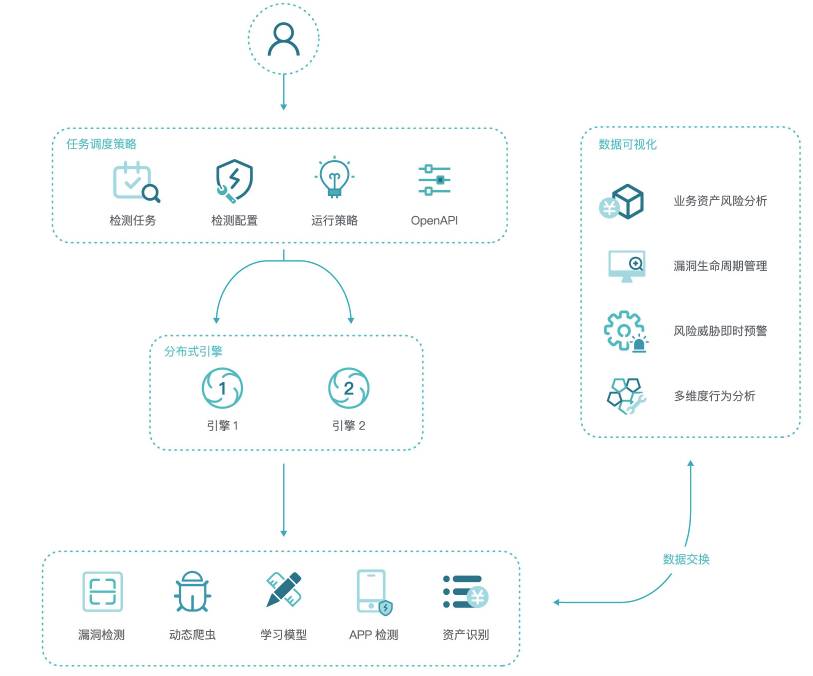 任务调度策略
检测任务
检测配置
运行策略
OpenAPI
数据可视化
业务资产风险分析
漏洞生命周期管理
风险威胁即时预警
多维度行为分析
分布式引擎
1
2
引擎 1
引擎 2
数据交换
漏洞检测
动态爬虫
学习模型
APP 检测
资产识别